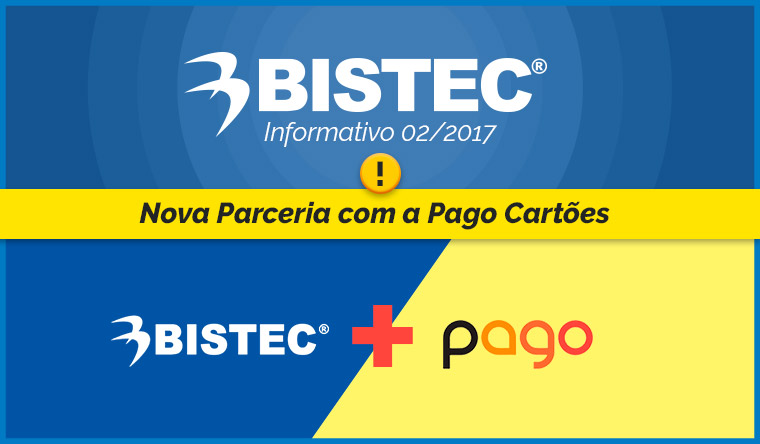 BISTEC®
Informativo 02/2017
!
Nova Parceria com a Pago Cartões
BISTEC® + pago